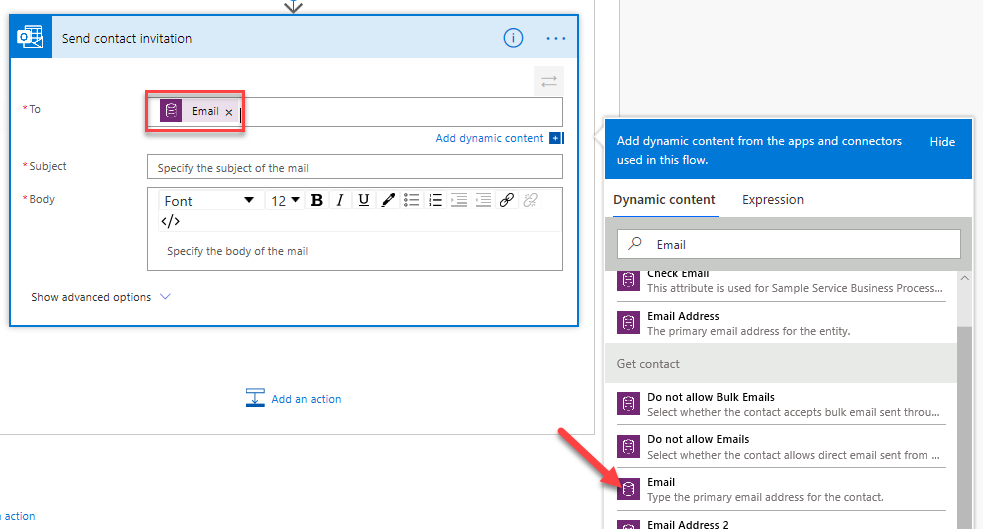 Send contact invitation
* To
Email ×
Add dynamic content
* Subject
Specify the subject of the mail
* Body
Font 12 B I U
</>
Specify the body of the mail
Show advanced options
Add an action
action
Add dynamic content from the apps and connectors
used in this flow.
Hide
Dynamic content Expression
Email
Check Email
This attribute is used for Sample Service Business Process...
Email Address
The primary email address for the entity.
Get contact
Do not allow Bulk Emails
Select whether the contact accepts bulk email sent throu...
Do not allow Emails
Select whether the contact allows direct email sent from ...
Email
Type the primary email address for the contact.
Email Address 2